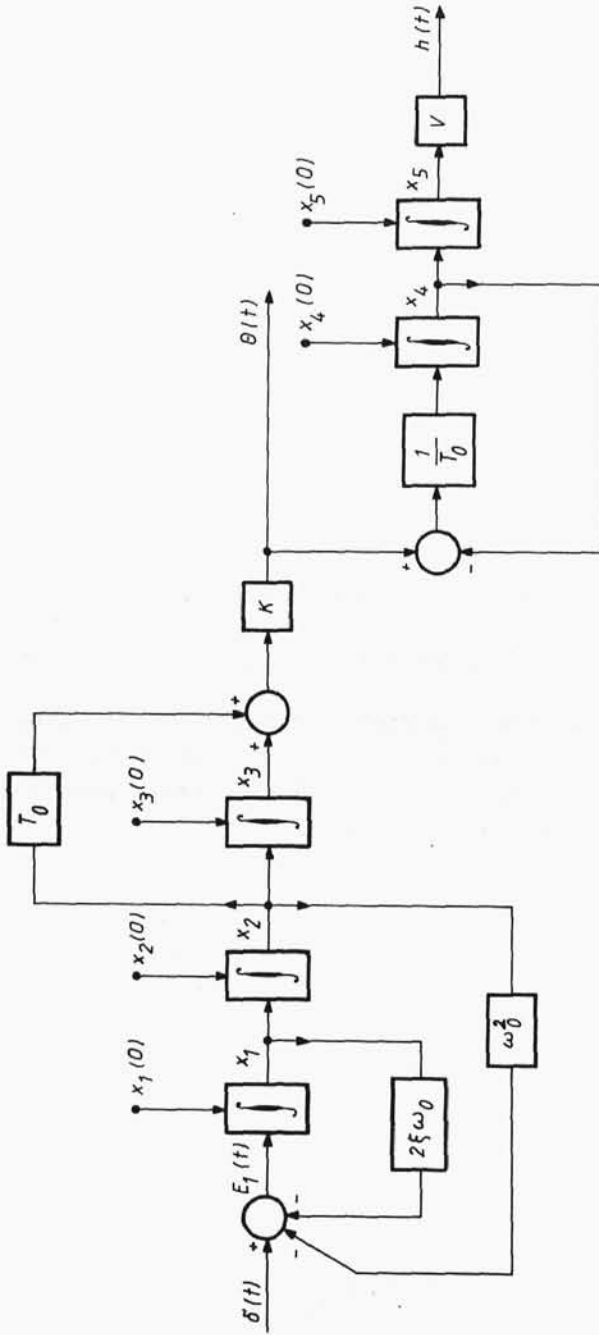 δ(t)
+
-
-
E₁(t)
x₁(0)
∫
x₁
2ξω₀
x₂(0)
∫
x₂
ω₀²
T₀
x₃(0)
∫
x₃
+
+
K
θ(t)
+
-
1/T₀
x₄(0)
∫
x₄
x₅(0)
∫
x₅
V
h(t)